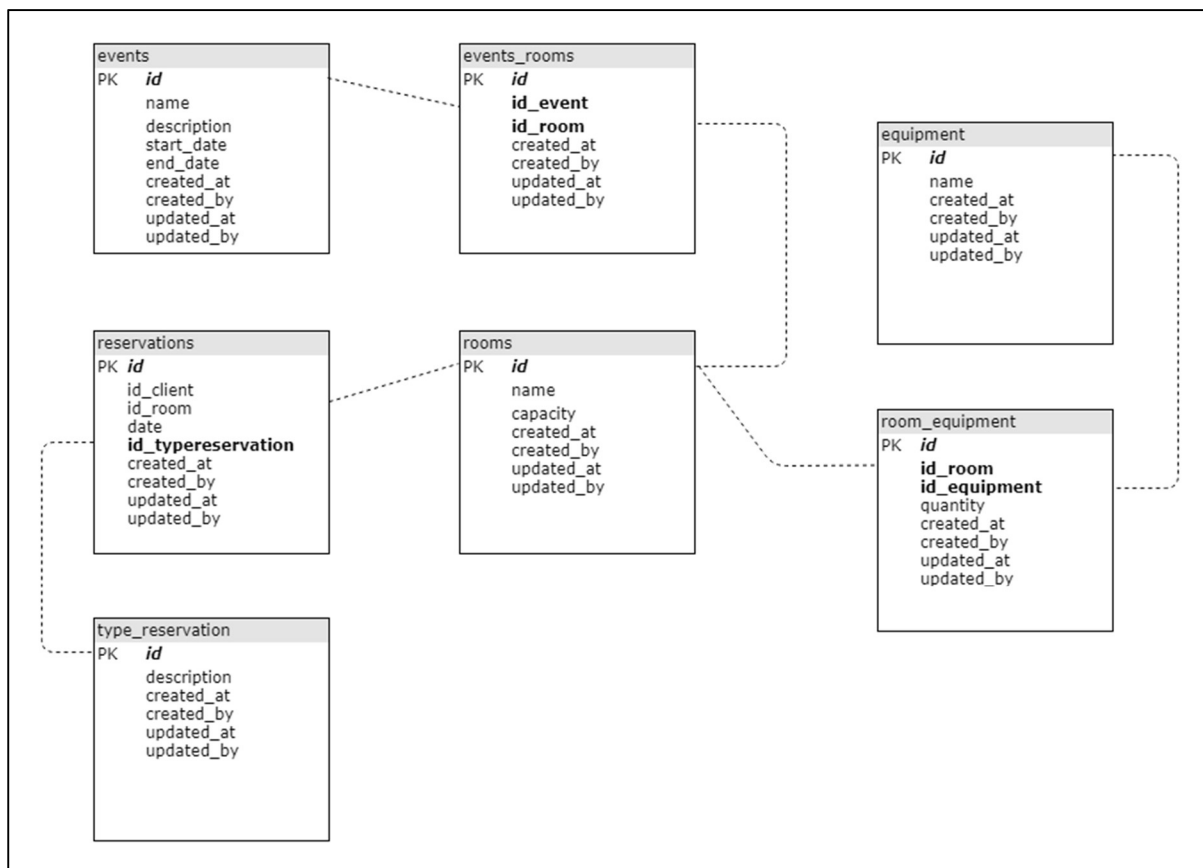 events
PK id
name
description
start_date
end_date
created_at
created_by
updated_at
updated_by
events_rooms
PK id
id_event
id_room
created_at
created_by
updated_at
updated_by
equipment
PK id
name
created_at
created_by
updated_at
updated_by
reservations
PK id
id_client
id_room
date
id_typereservation
created_at
created_by
updated_at
updated_by
rooms
PK id
name
capacity
created_at
created_by
updated_at
updated_by
room_equipment
PK id
id_room
id_equipment
quantity
created_at
created_by
updated_at
updated_by
type_reservation
PK id
description
created_at
created_by
updated_at
updated_by